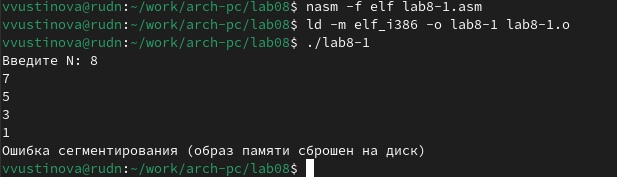 vvustinova@rudn:~/work/arch-pc/lab08$ nasm -f elf lab8-1.asm
vvustinova@rudn:~/work/arch-pc/lab08$ ld -m elf_i386 -o lab8-1 lab8-1.o
vvustinova@rudn:~/work/arch-pc/lab08$ ./lab8-1
Введите N: 8
7
5
3
1
Ошибка сегментирования (образ памяти сброшен на диск)
vvustinova@rudn:~/work/arch-pc/lab08$